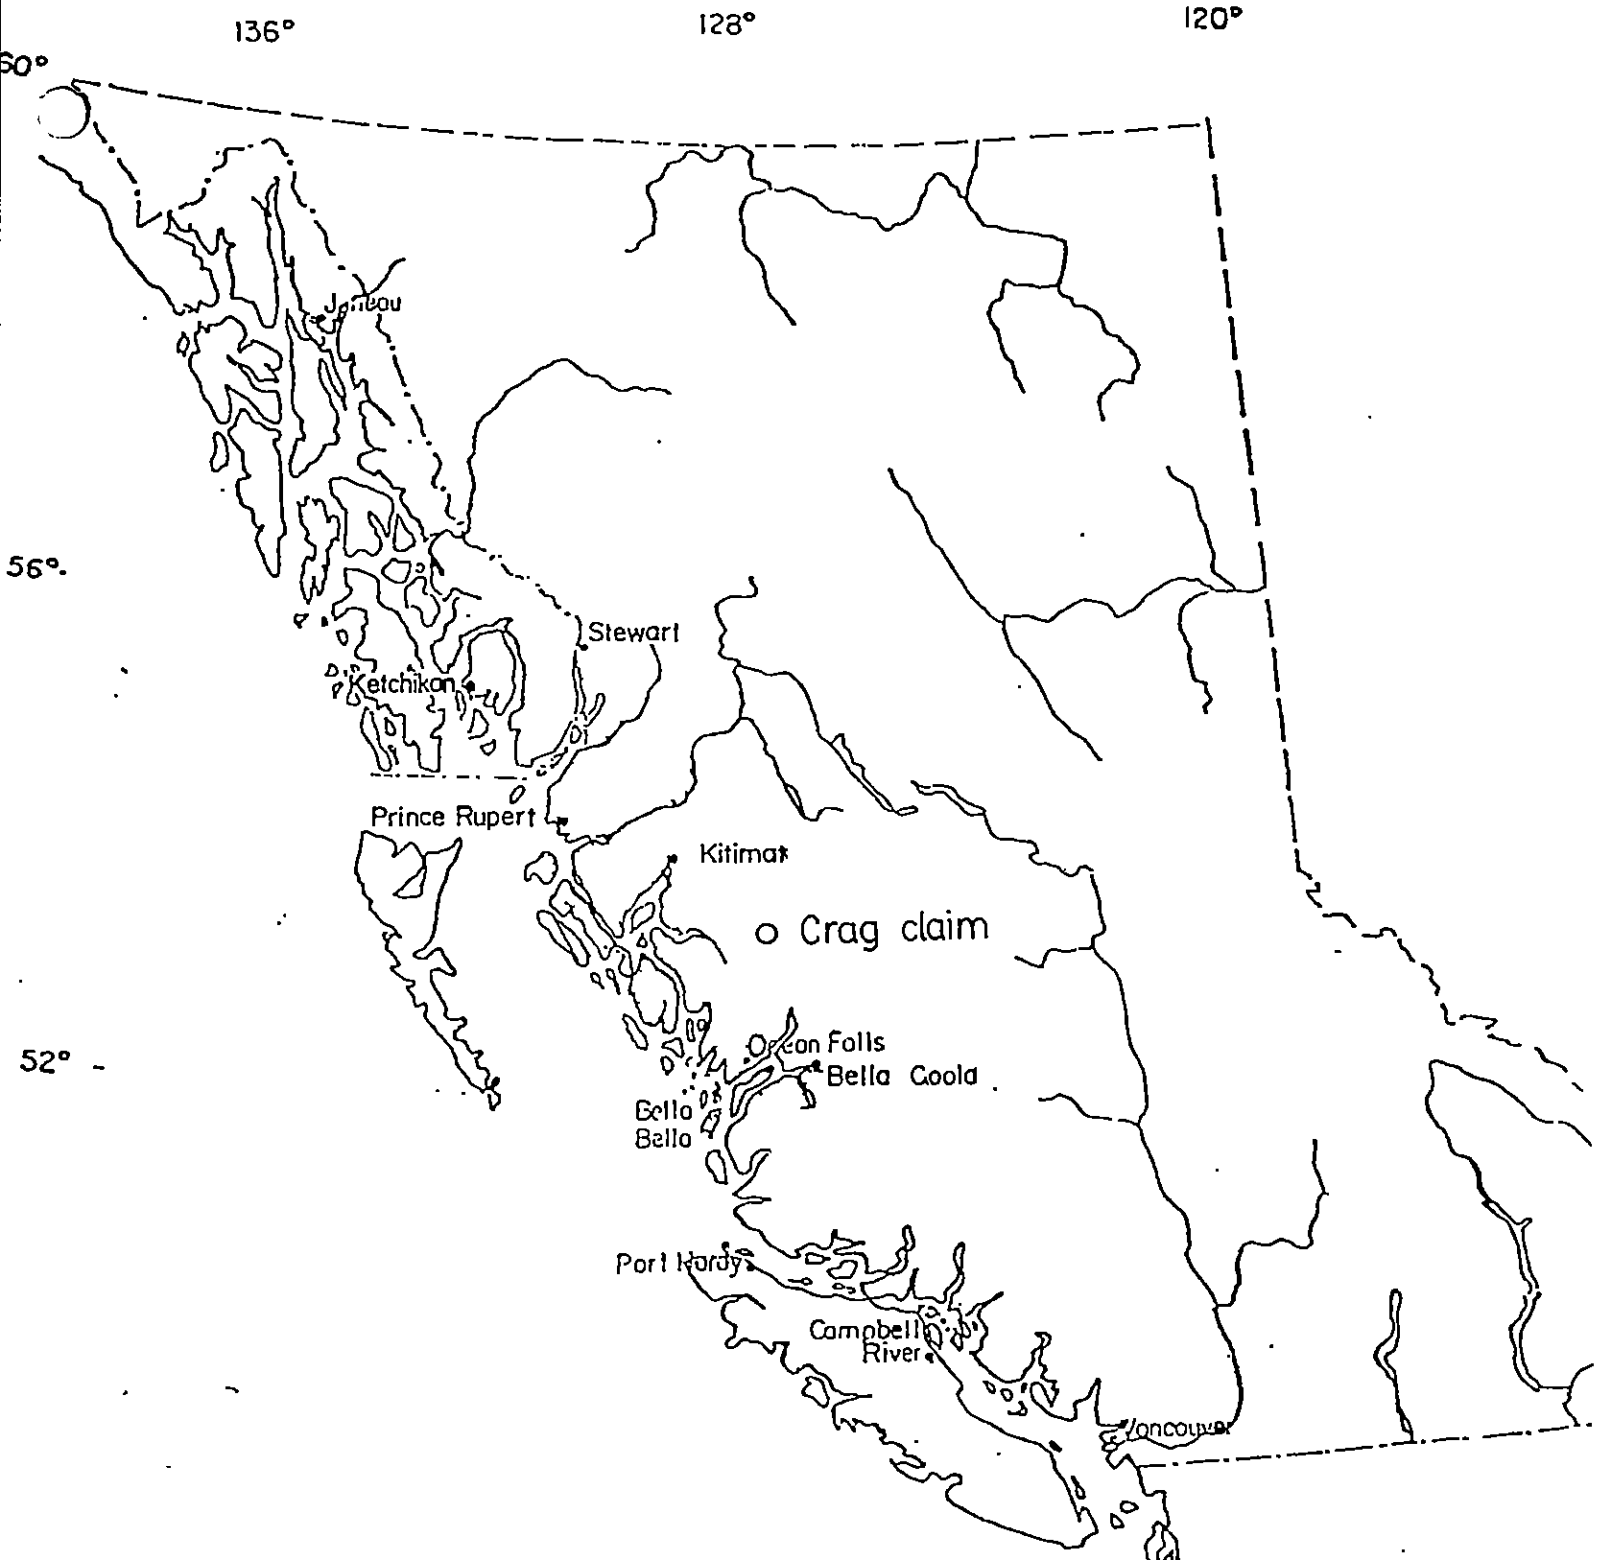 136°
128°
120°
60°
Juneau
56°
Stewart
Ketchikan
Prince Rupert
Kitimat
Crag claim
52°
Ocean Falls
Bella Coola
Bella
Bella
Port Hardy
Campbell
River
Vancouver